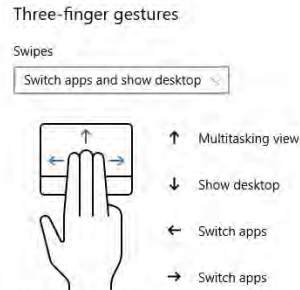 Three-finger gestures
Swipes
Switch apps and show desktop
Multitasking view
Show desktop
Switch apps
Switch apps